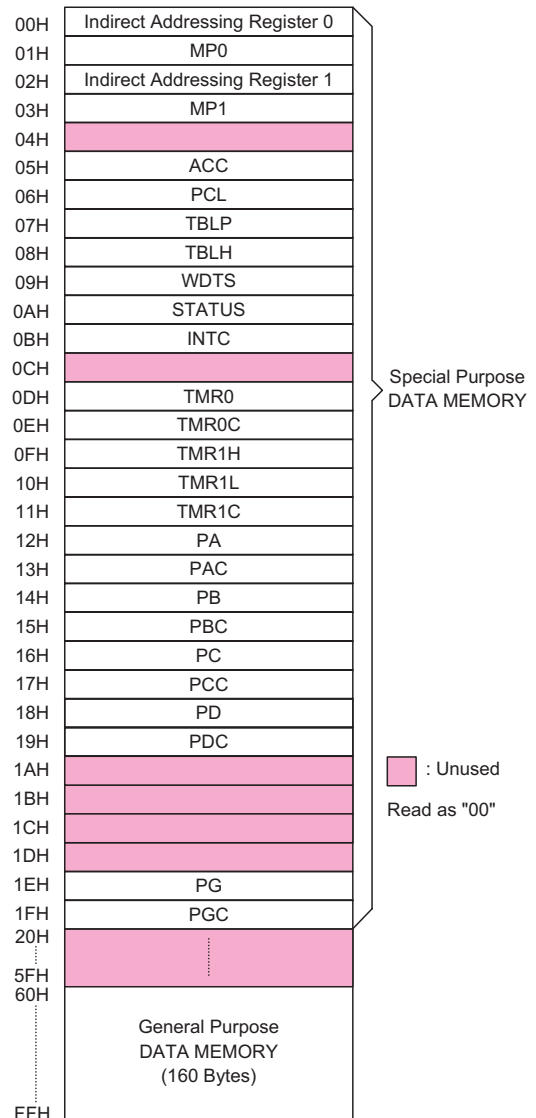 00H Indirect Addressing Register 0
01H MP0
02H Indirect Addressing Register 1
03H MP1
04H
05H ACC
06H PCL
07H TBLP
08H TBLH
09H WDTS
0AH STATUS
0BH INTC
0CH
0DH TMR0
0EH TMR0C
0FH TMR1H
10H TMR1L
11H TMR1C
12H PA
13H PAC
14H PB
15H PBC
16H PC
17H PCC
18H PD
19H PDC
1AH
1BH
1CH
1DH
1EH PG
1FH PGC
20H
5FH
60H
General Purpose
DATA MEMORY
(160 Bytes)
FFH
Special Purpose
DATA MEMORY
: Unused
Read as "00"